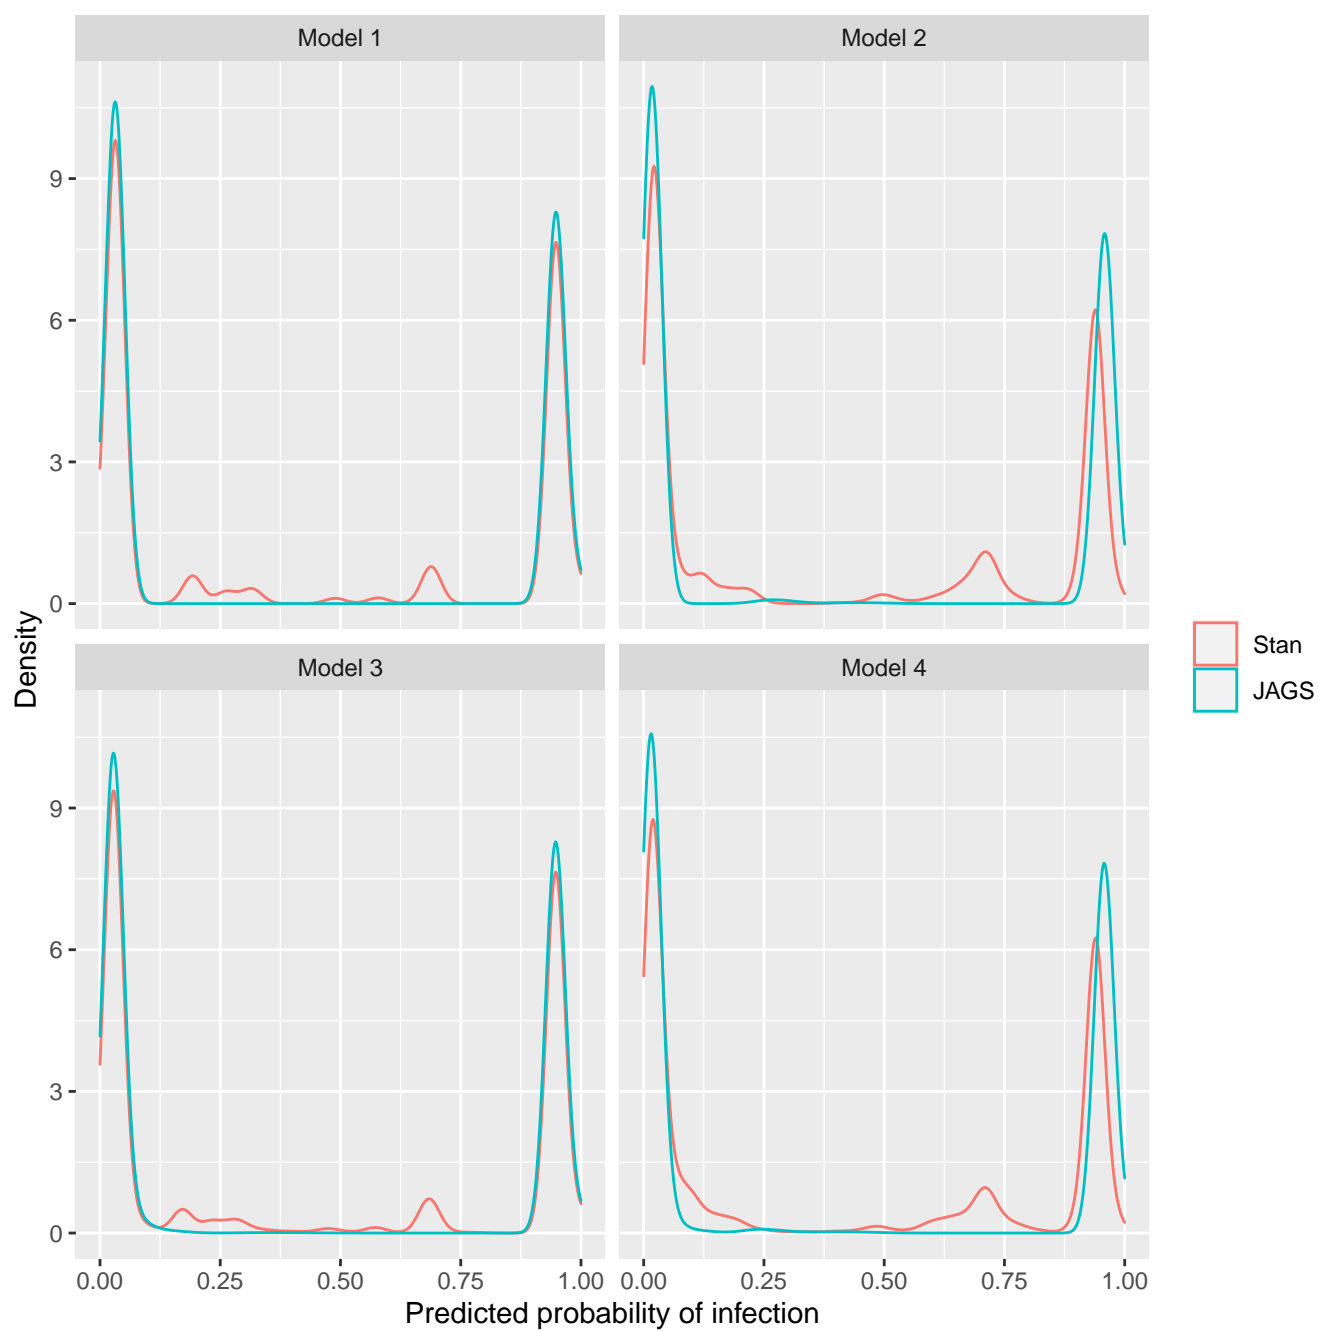 Model 1
Model 2
9
6
3
0
Model 3
Model 4
9
6
3
0
0.00 0.25 0.50 0.75 1.00
0.00 0.25 0.50 0.75 1.00
Predicted probability of infection
Density
Stan
JAGS